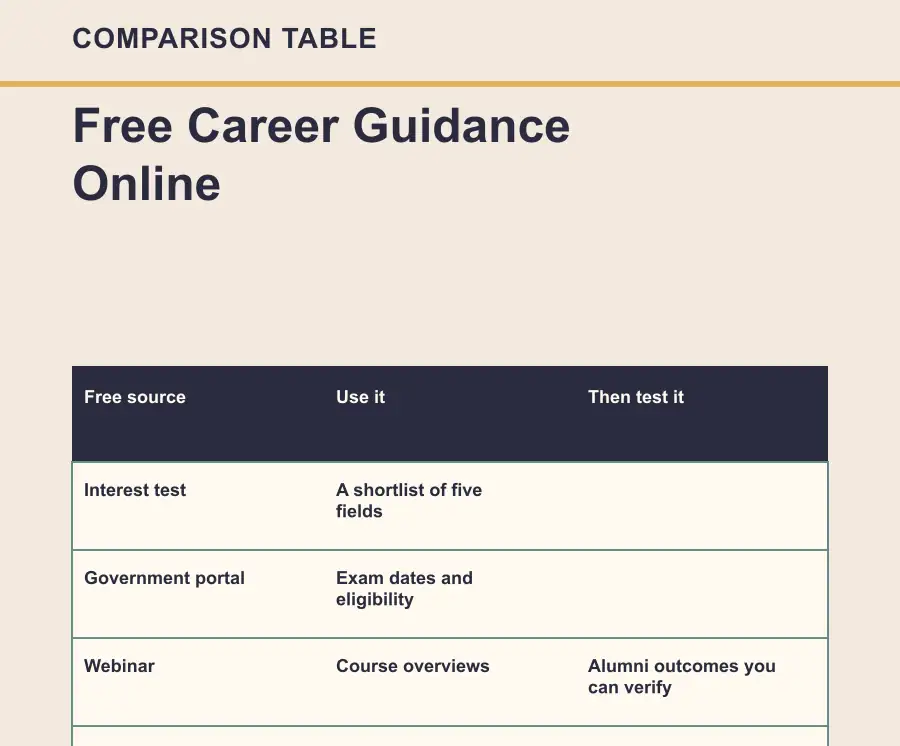 COMPARISON TABLE
Free Career Guidance
Online
Free source
Use it
Then test it
Interest test
A shortlist of five
fields
Government portal
Exam dates and
eligibility
Webinar
Course overviews
Alumni outcomes you
can verify